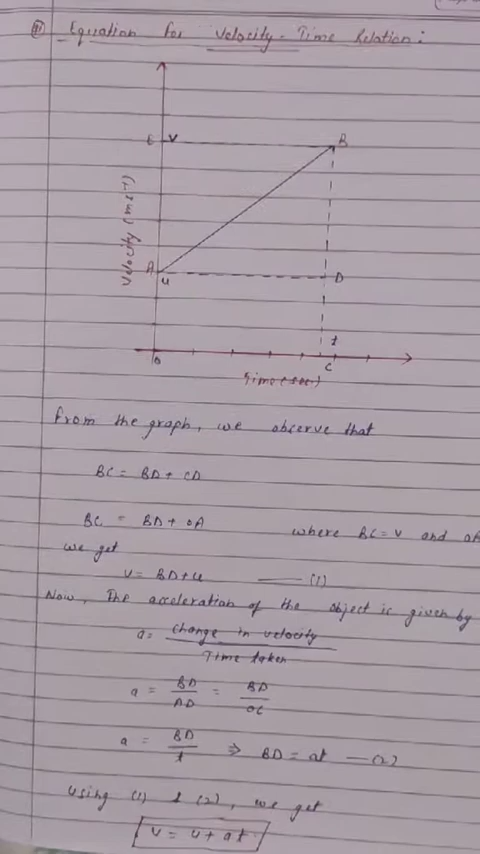 Equation for Velocity-Time Relation:
E V
B
Velocity (ms-1)
A
u
D
t
0
C
Time (sec)
From the graph, we observe that
BC = BD + CD
BC = BD + OA where BC = V and
we get
V = BD + u —— (1)
Now, The acceleration of the object is given by
a = change in velocity
Time taken
a = BD = BD
AD OC
a = BD ⇒ BD = at — (2)
t
Using (1) & (2), we get
V = u + at